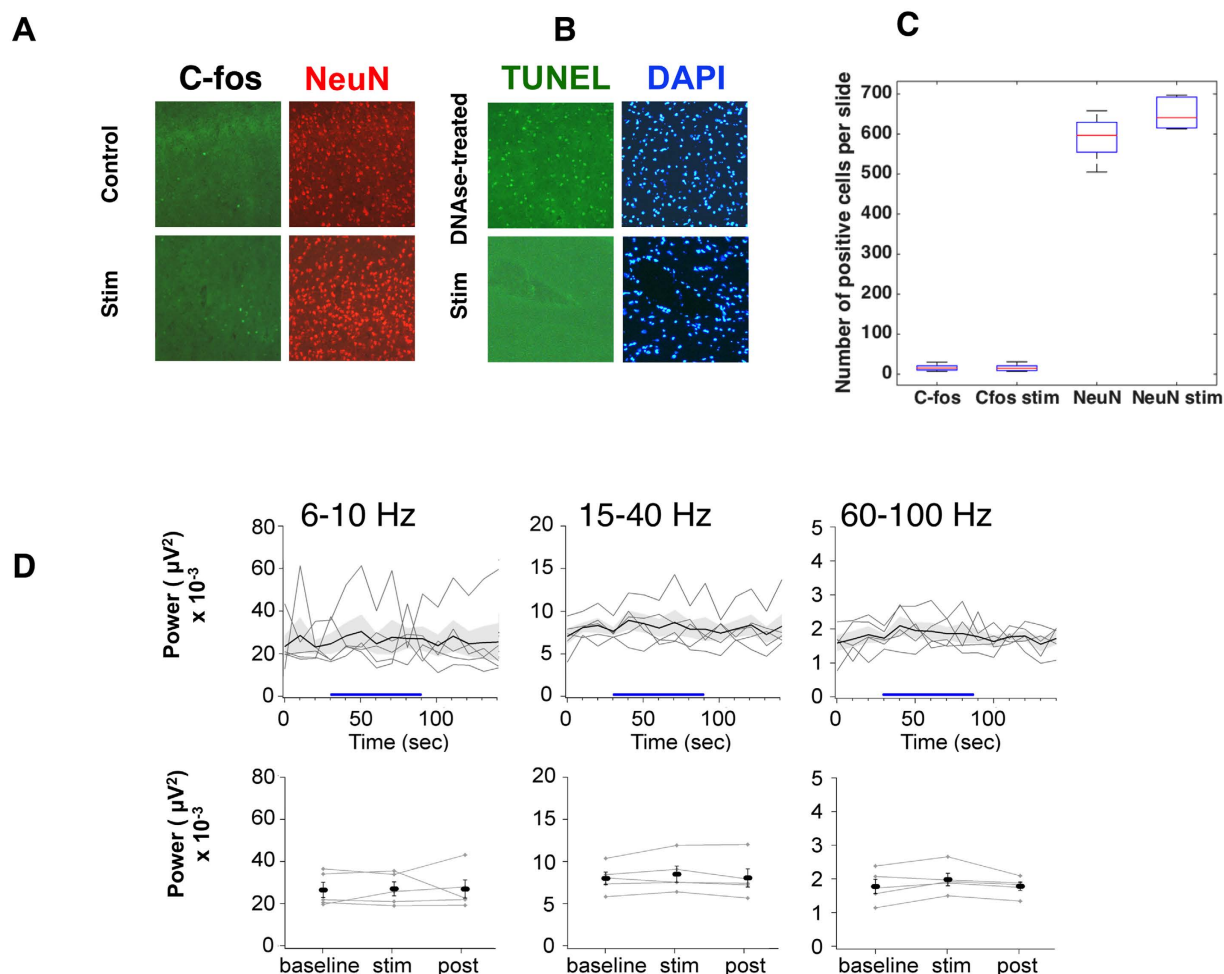 A
B
C
C-fos NeuN
TUNEL DAPI
Control
Stim
DNAse-treated
Stim
Number of positive cells per slide
700
600
500
400
300
200
100
0
C-fos Cfos stim NeuN NeuN stim
D
6-10 Hz
Power ( µV²)
x 10⁻³
80
60
40
20
0
0 50 100
Time (sec)
15-40 Hz
20
15
10
5
0
0 50 100
Time (sec)
60-100 Hz
5
4
3
2
1
0
0 50 100
Time (sec)
Power ( µV²)
x 10⁻³
80
60
40
20
0
baseline stim post
20
15
10
5
0
baseline stim post
5
4
3
2
1
0
baseline stim post